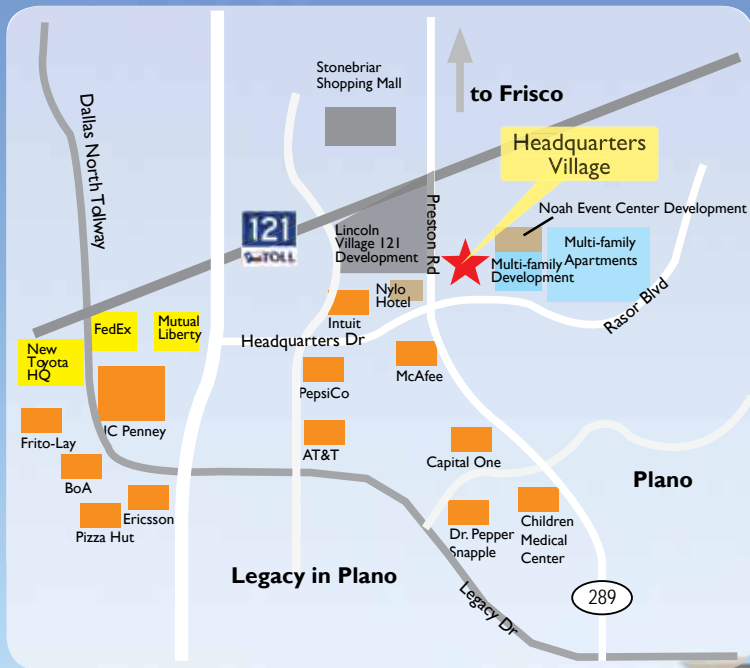 Stonebriar
Shopping Mall
to Frisco
Dallas North Tollway
Headquarters
Village
Preston Rd
Noah Event Center Development
121
TOLL
Lincoln
Village 121
Development
Multi-family
Apartments
Multi-family
Development
Nylo
Hotel
Rasor Blvd
FedEx
Mutual
Liberty
Intuit
Headquarters Dr
New
Toyota
HQ
McAfee
PepsiCo
JC Penney
Frito-Lay
AT&T
Capital One
BoA
Plano
Ericsson
Pizza Hut
Children
Medical
Center
Dr. Pepper
Snapple
Legacy in Plano
Legacy Dr
289